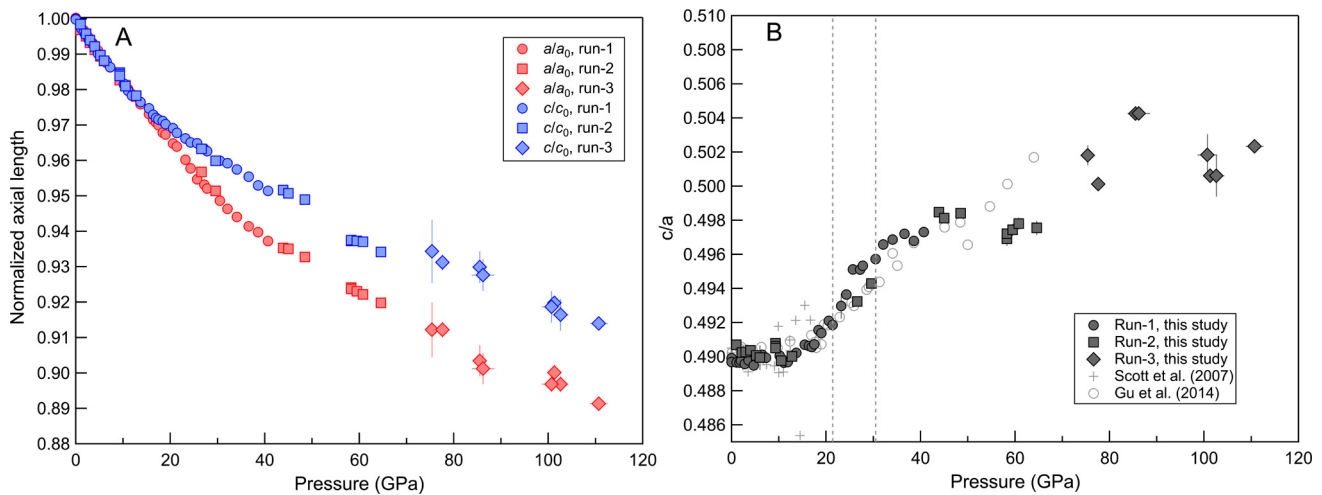 A
Normalized axial length
1.00
0.99
0.98
0.97
0.96
0.95
0.94
0.93
0.92
0.91
0.90
0.89
0.88
0
20
40
60
80
100
120
Pressure (GPa)
a/a0, run-1
a/a0, run-2
a/a0, run-3
c/c0, run-1
c/c0, run-2
c/c0, run-3
B
c/a
0.510
0.508
0.506
0.504
0.502
0.500
0.498
0.496
0.494
0.492
0.490
0.488
0.486
0
20
40
60
80
100
120
Pressure (GPa)
Run-1, this study
Run-2, this study
Run-3, this study
Scott et al. (2007)
Gu et al. (2014)